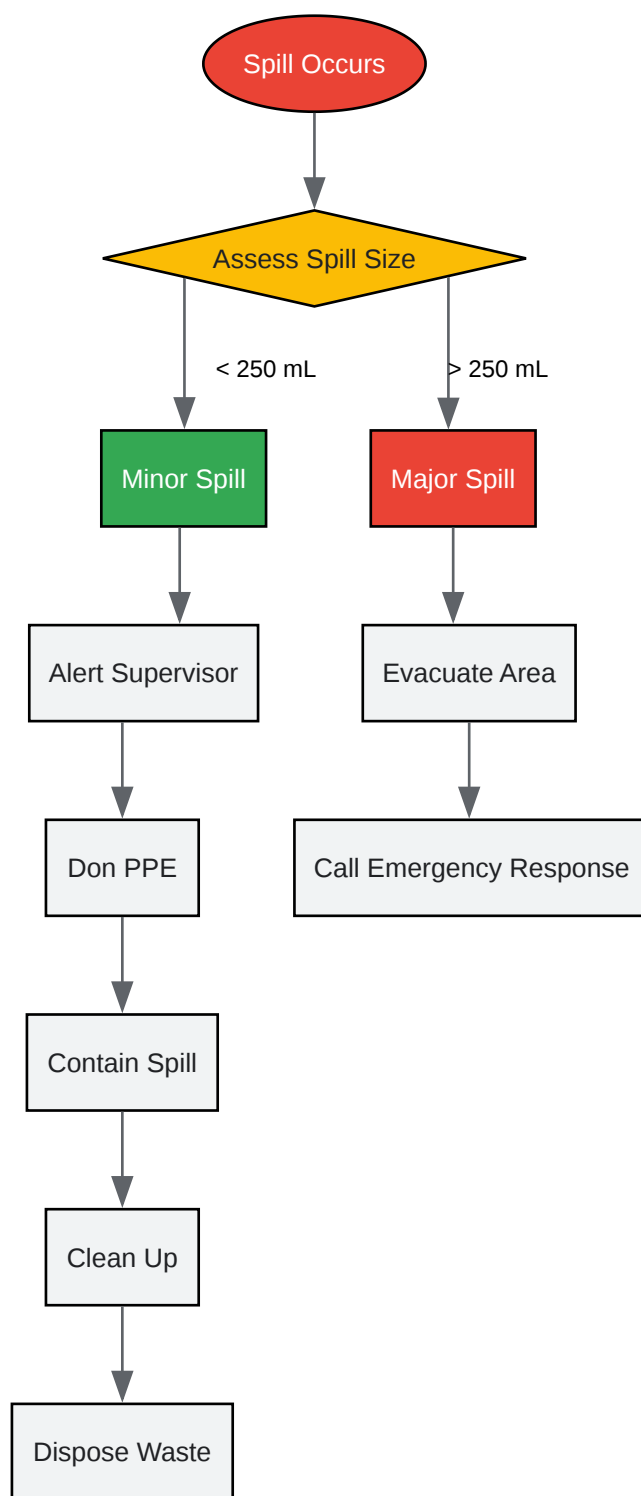 Spill Occurs
Assess Spill Size
< 250 mL
> 250 mL
Minor Spill
Major Spill
Alert Supervisor
Evacuate Area
Don PPE
Call Emergency Response
Contain Spill
Clean Up
Dispose Waste